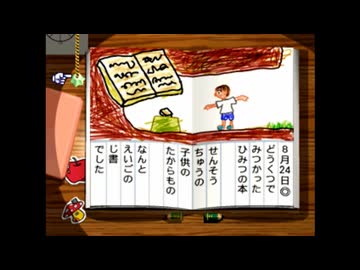 8月24日◎
どうくつで
みつかった
ひみつの本
せんそう
ちゅうの
子供の
たからもの
なんと
えいごの
じ書
でした